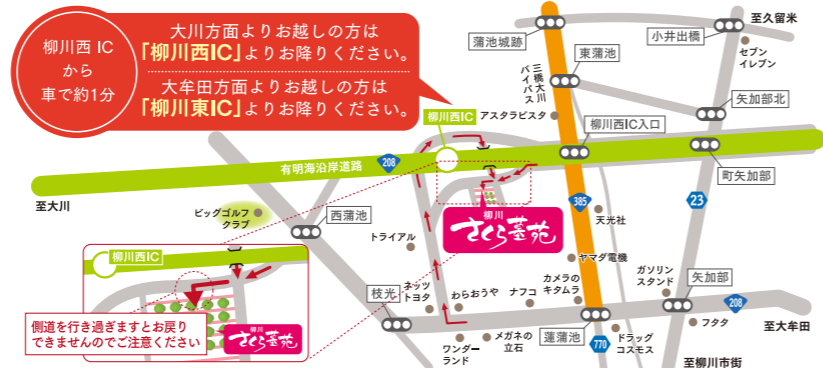 柳川西 IC
から
車で約1分
大川方面よりお越しの方は
「柳川西IC」よりお降りください。
大牟田方面よりお越しの方は
「柳川東IC」よりお降りください。
蒲池城跡
小井出橋
至久留米
セブン
イレブン
東蒲池
三橋大川
バイパス
アスタラビスタ
矢加部北
柳川西IC
柳川西IC入口
有明海沿岸道路
208
町矢加部
至大川
23
385
ビッグゴルフ
クラブ
西蒲池
柳川
さくら墓苑
天光社
トライアル
柳川西IC
ヤマダ電機
ネッツ
トヨタ
わらおうや
ナフコ
カメラの
キタムラ
ガソリン
スタンド
矢加部
枝光
208
側道を行き過ぎますとお戻り
できませんのでご注意ください
柳川
さくら墓苑
蓮蒲池
フタタ
至大牟田
ワンダー
ランド
メガネの
立石
770
ドラッグ
コスモス
至柳川市街